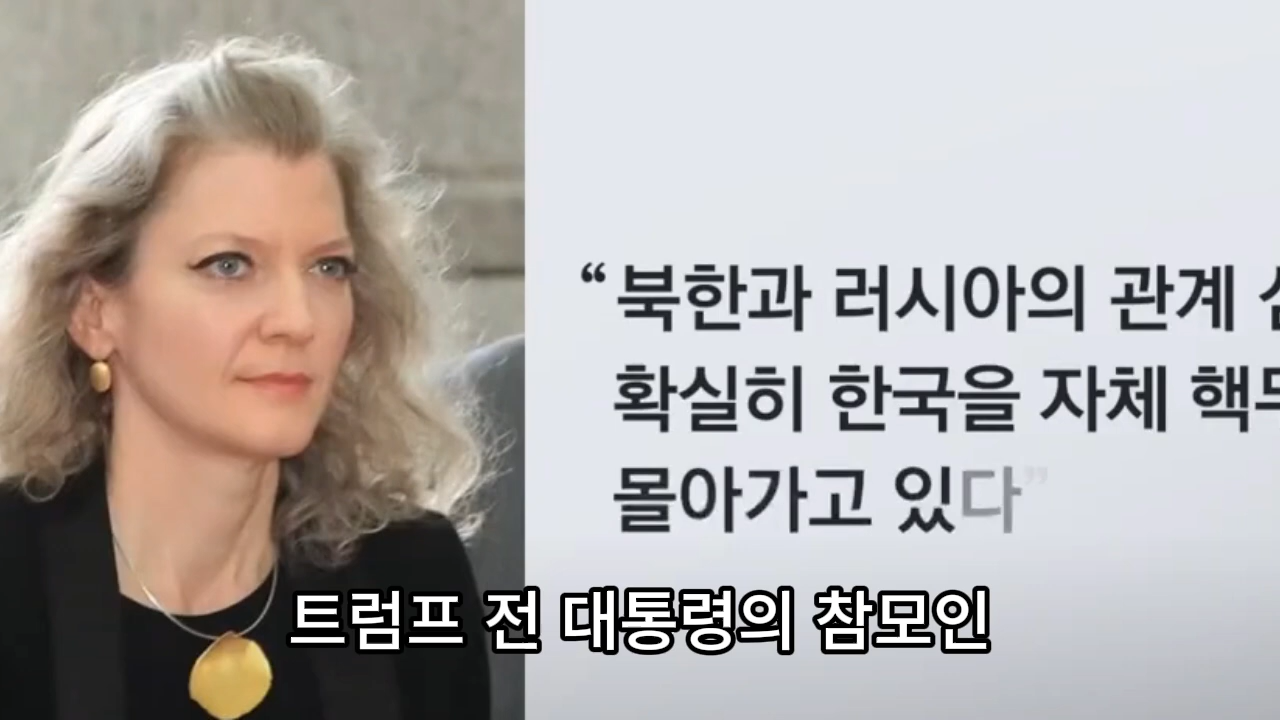 “북한과 러시아의 관계
확실히 한국을 자체
몰아가고 있다”
트럼프 전 대통령의 참모인